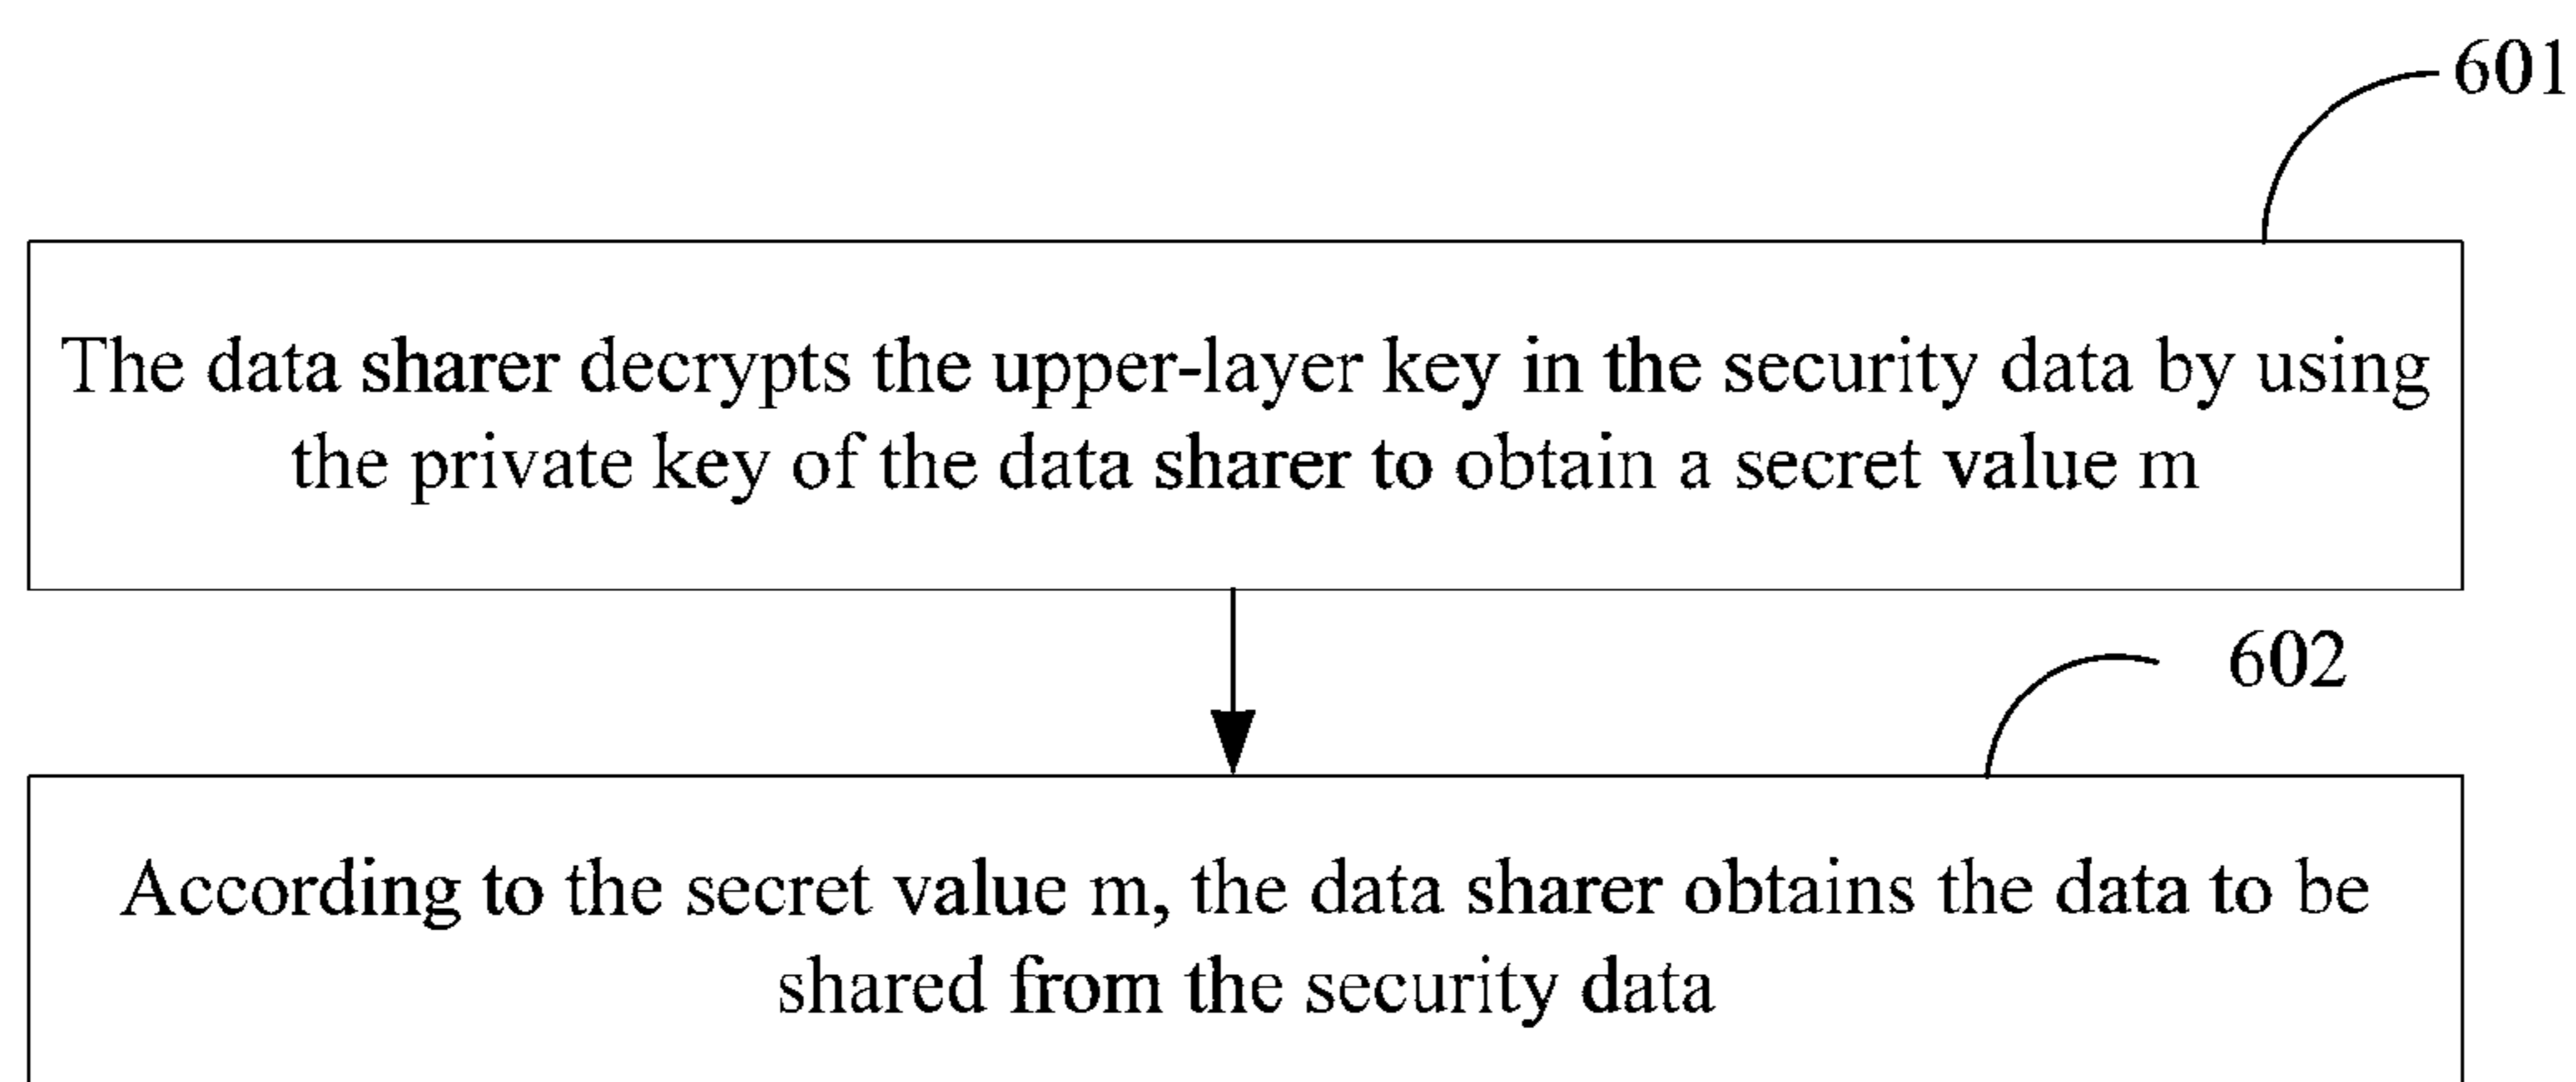 601
The data sharer decrypts the upper-layer key in the security data by using
the private key of the data sharer to obtain a secret value m
602
According to the secret value m, the data sharer obtains the data to be
shared from the security data